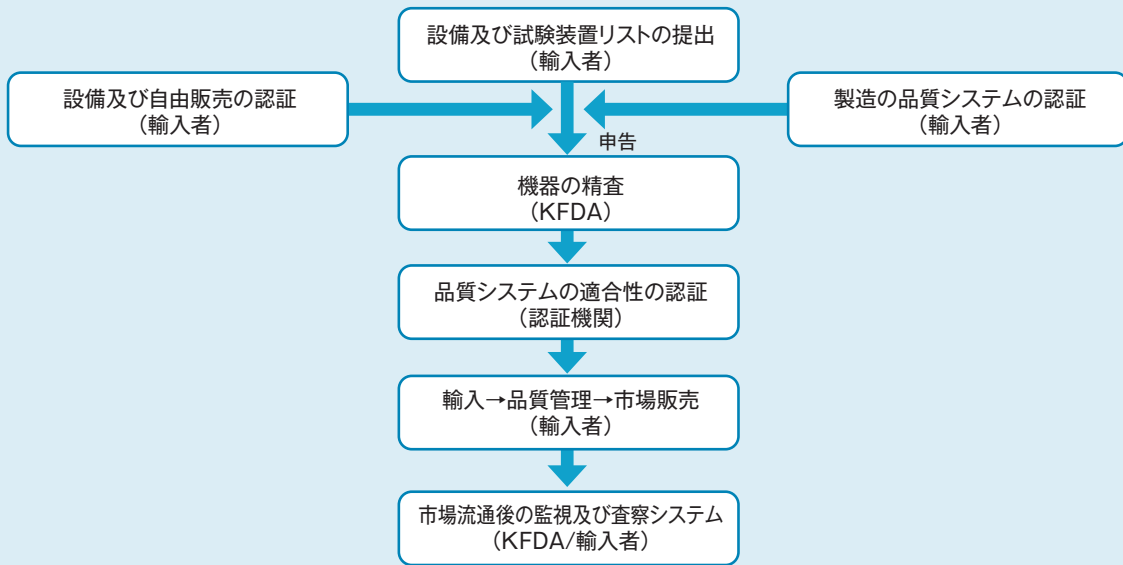 設備及び試験装置リストの提出
（輸入者）
設備及び自由販売の認証
（輸入者）
製造の品質システムの認証
（輸入者）
申告
機器の精査
（KFDA）
品質システムの適合性の認証
（認証機関）
輸入→品質管理→市場販売
（輸入者）
市場流通後の監視及び査察システム
（KFDA/輸入者）